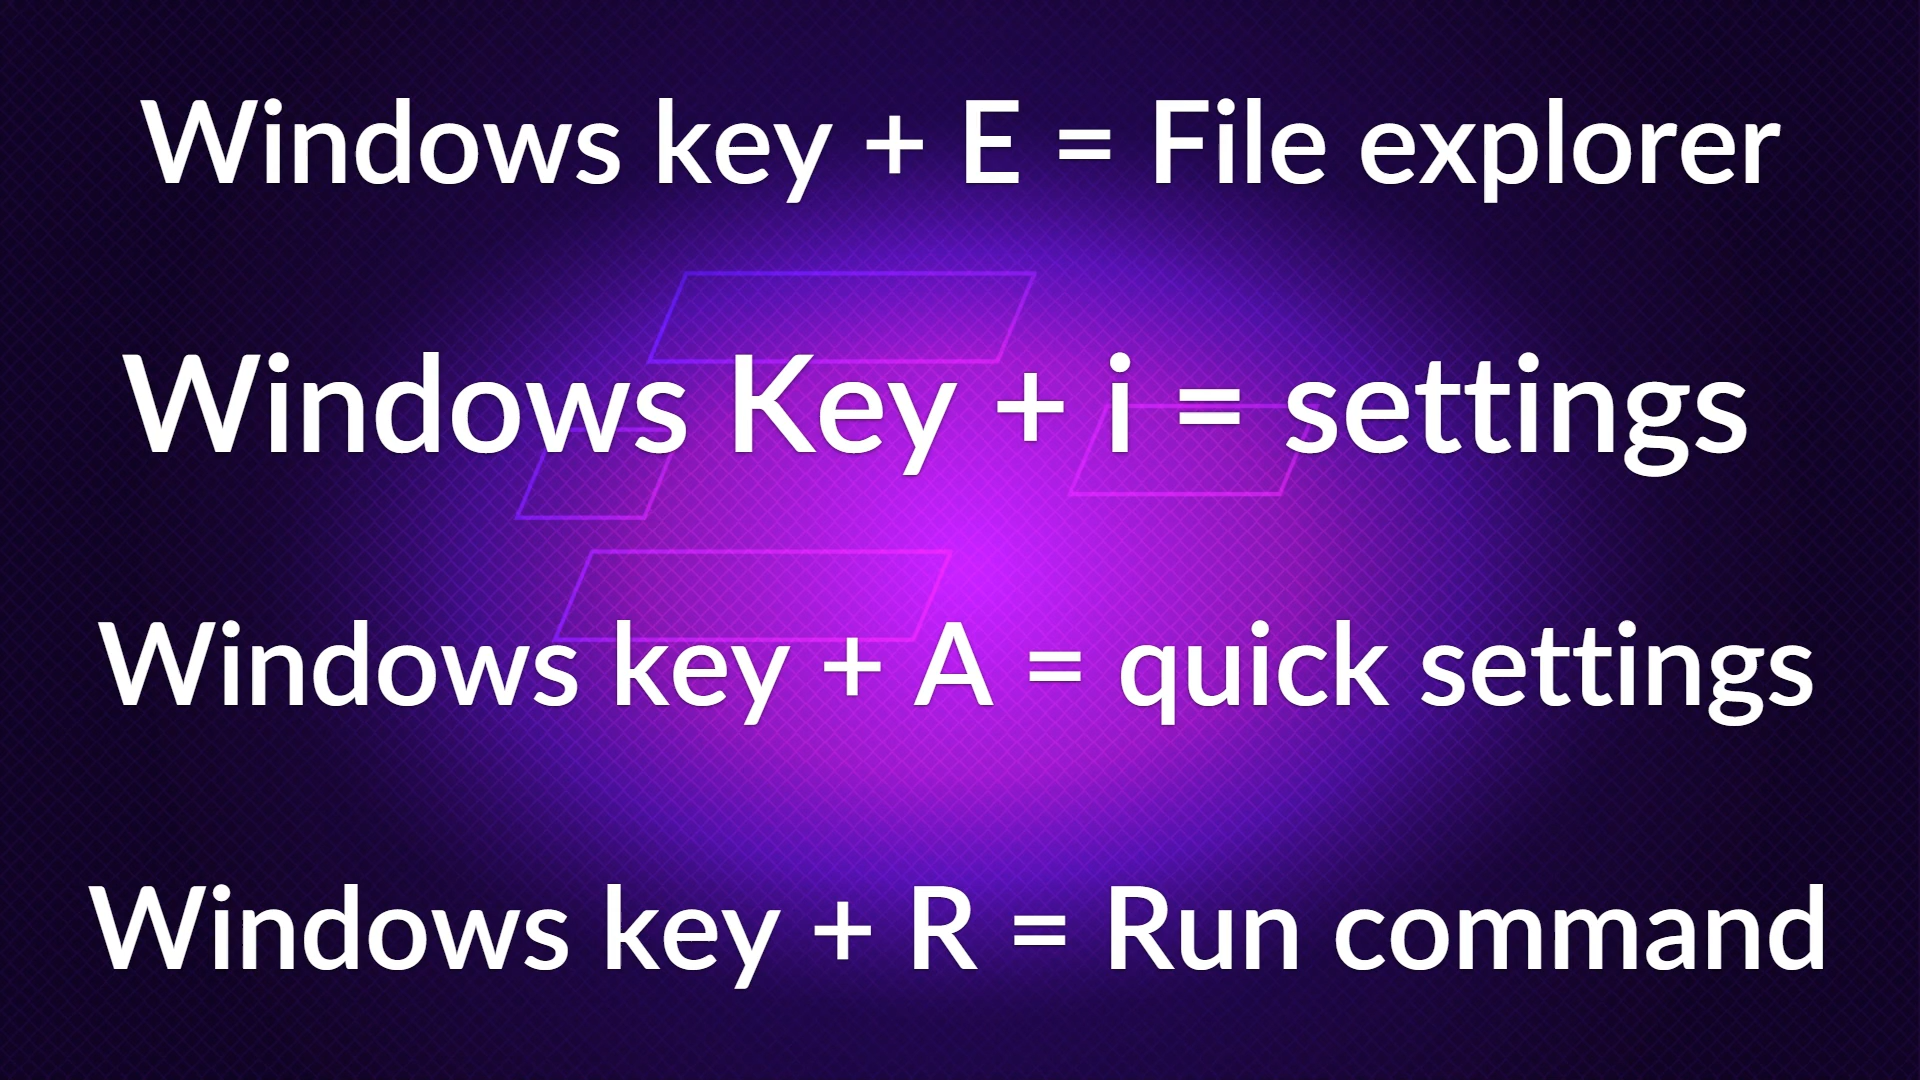 Windows key + E = File explorer
Windows Key + i = settings
Windows key + A = quick settings
Windows key + R = Run command